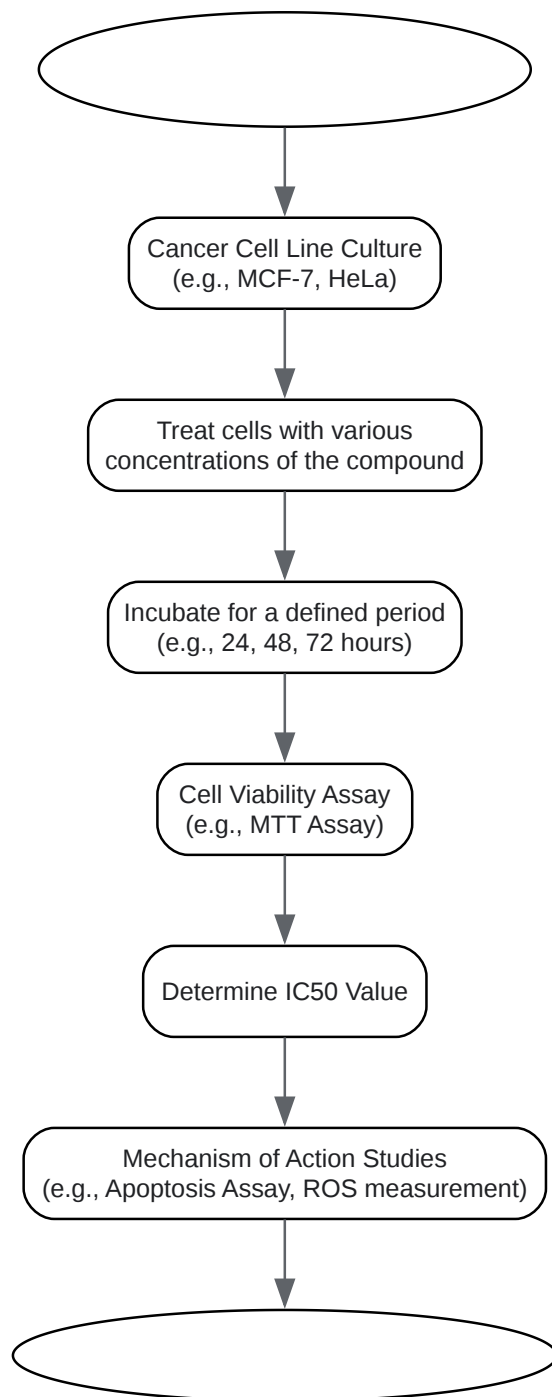 Cancer Cell Line Culture
(e.g., MCF-7, HeLa)
Treat cells with various
concentrations of the compound
Incubate for a defined period
(e.g., 24, 48, 72 hours)
Cell Viability Assay
(e.g., MTT Assay)
Determine IC50 Value
Mechanism of Action Studies
(e.g., Apoptosis Assay, ROS measurement)